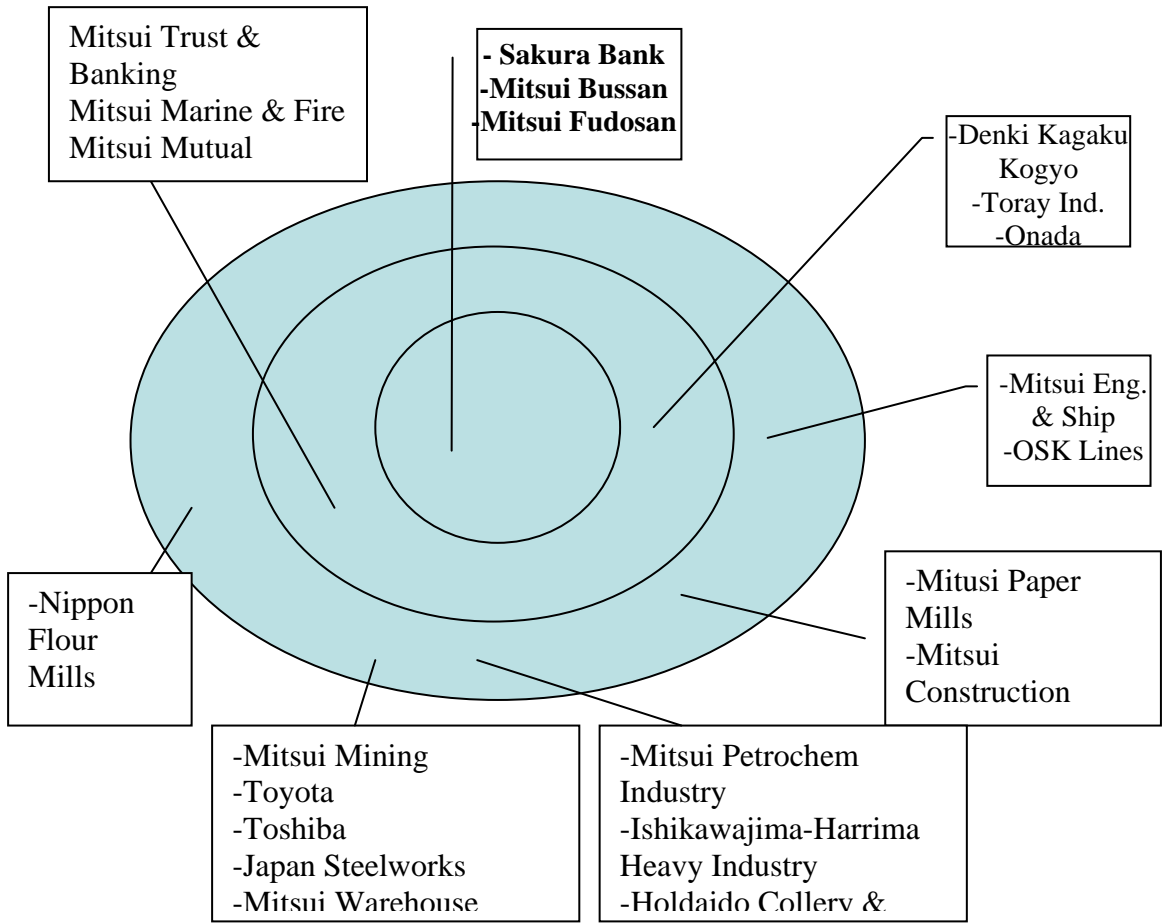 Mitsui Trust &
Banking
Mitsui Marine & Fire
Mitsui Mutual
- Sakura Bank
-Mitsui Bussan
-Mitsui Fudosan
-Denki Kagaku
Kogyo
-Toray Ind.
-Onada
-Mitsui Eng.
& Ship
-OSK Lines
-Mitusi Paper
Mills
-Mitsui
Construction
-Nippon
Flour
Mills
-Mitsui Mining
-Toyota
-Toshiba
-Japan Steelworks
-Mitsui Warehouse
-Mitsui Petrochem
Industry
-Ishikawajima-Harrima
Heavy Industry
-Holdaido Collery &